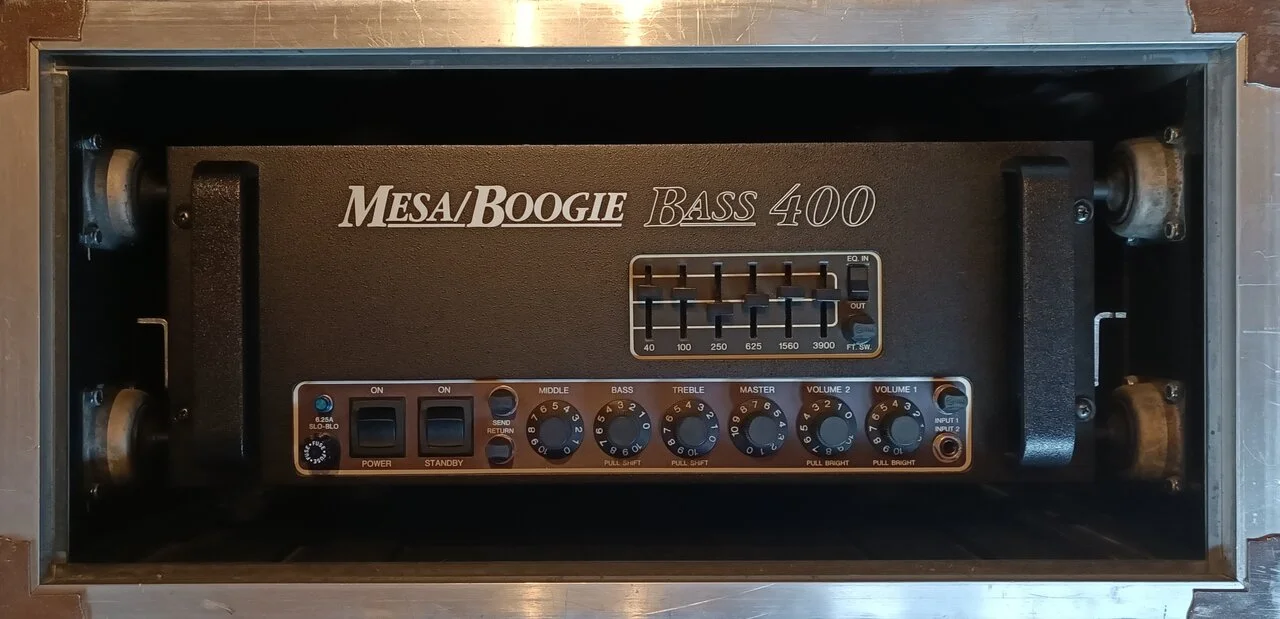 MESA/BOOGIE BASS 400
EQ. IN
OUT
40 100 250 625 1560 3900 FT. SW.
ON ON MIDDLE BASS TREBLE MASTER VOLUME 2 VOLUME 1
6.25A
SLO-BLO
SEND
RETURN
INPUT 1
INPUT 2
FUSE FUSE
POWER STANDBY PULL SHIFT PULL SHIFT PULL BRIGHT PULL BRIGHT